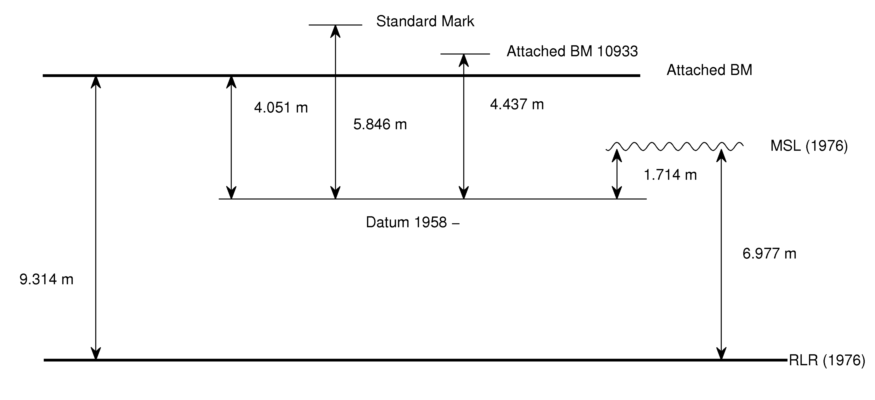 Standard Mark
Attached BM 10933
Attached BM
4.051 m
4.437 m
5.846 m
MSL (1976)
1.714 m
Datum 1958 –
6.977 m
9.314 m
RLR (1976)